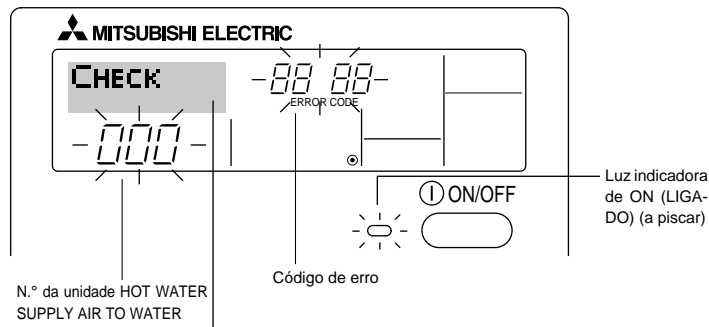 MITSUBISHI ELECTRIC
CHECK
88 88
ERROR CODE
000
ON/OFF
Luz indicadora
de ON (LIGA-
DO) (a piscar)
Código de erro
N.° da unidade HOT WATER
SUPPLY AIR TO WATER